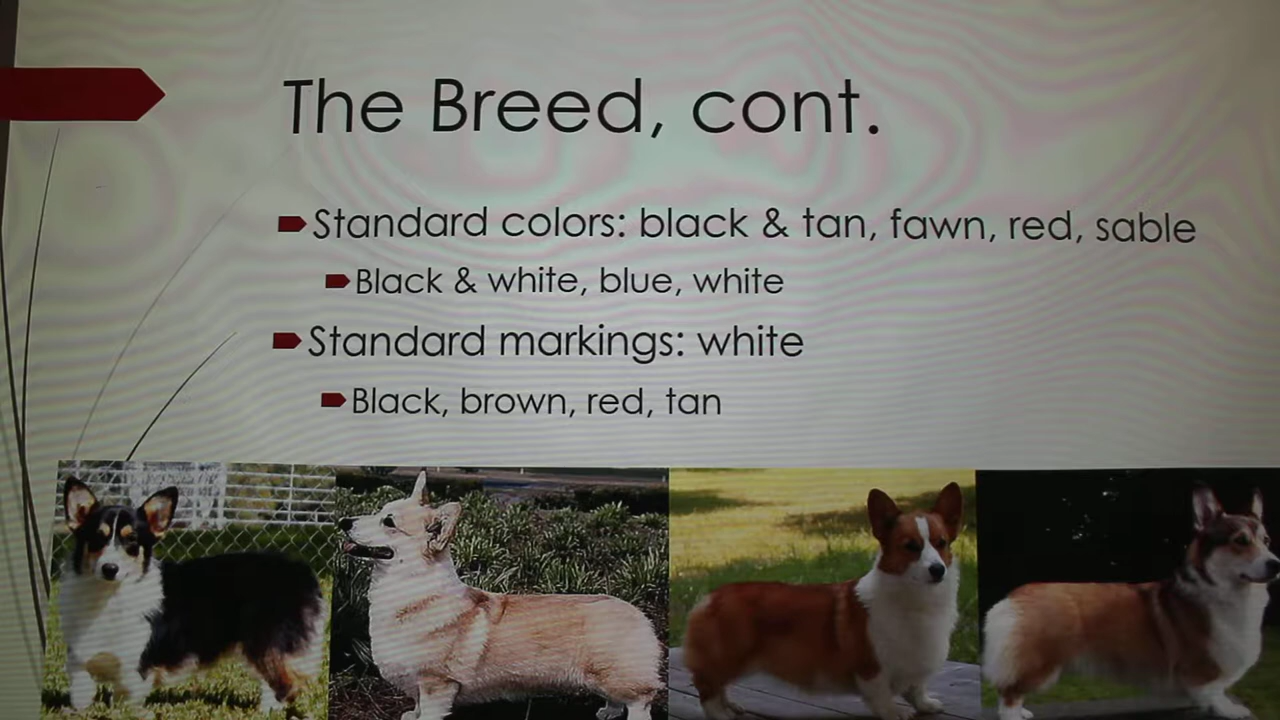 The Breed, cont.
Standard colors: black & tan, fawn, red, sable
Black & white, blue, white
Standard markings: white
Black, brown, red, tan